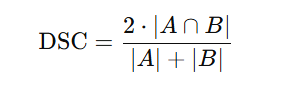 DSC = 2 · |A ∩ B| / |A| + |B|